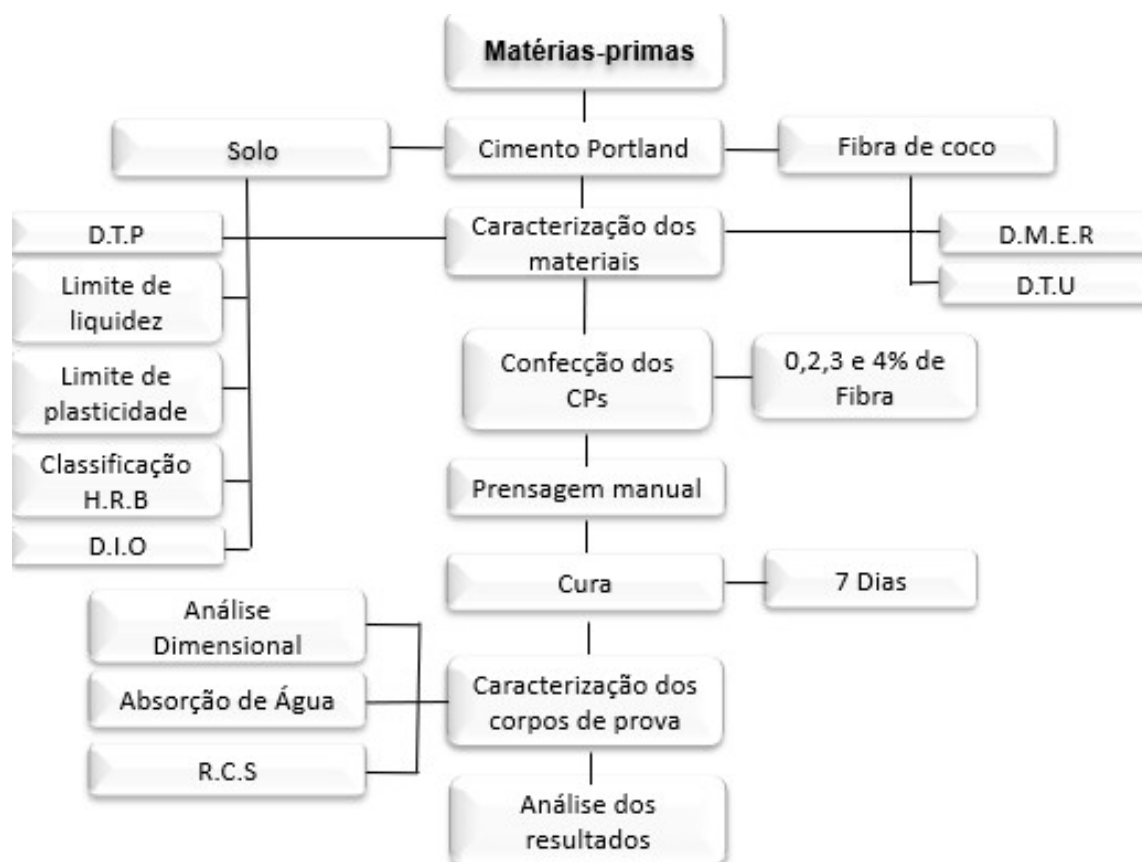 Matérias-primas
Solo
Cimento Portland
Fibra de coco
D.T.P
Caracterização dos
materiais
D.M.E.R
Limite de
liquidez
D.T.U
Limite de
plasticidade
Confecção dos
CPs
0,2,3 e 4% de
Fibra
Classificação
H.R.B
Prensagem manual
D.I.O
Cura
7 Dias
Análise
Dimensional
Absorção de Água
Caracterização dos
corpos de prova
R.C.S
Análise dos
resultados